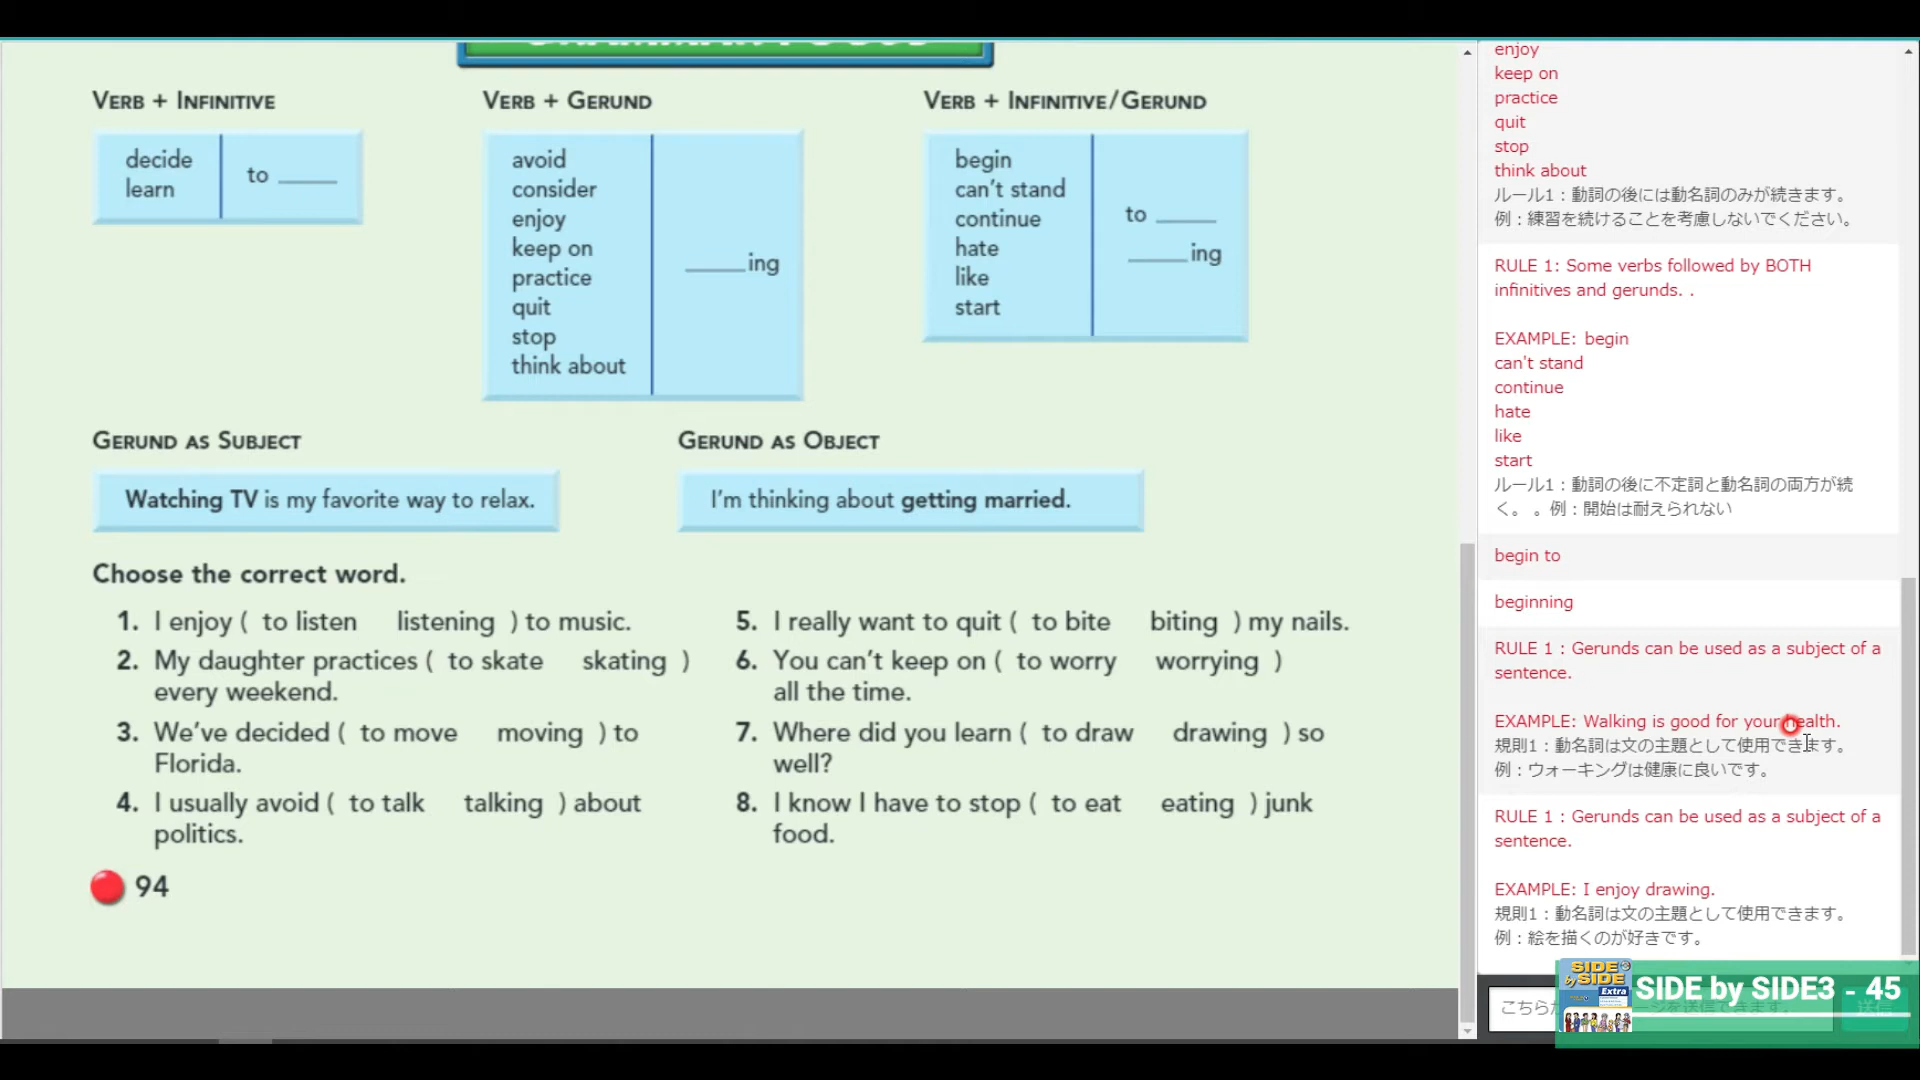 VERB + INFINITIVE
decide
learn
to ____
VERB + GERUND
avoid
consider
enjoy
keep on
practice
quit
stop
think about
____ing
VERB + INFINITIVE/GERUND
begin
can't stand
continue
hate
like
start
to ____
____ing
GERUND AS SUBJECT
Watching TV is my favorite way to relax.
GERUND AS OBJECT
I'm thinking about getting married.
Choose the correct word.
1. I enjoy ( to listen listening ) to music.
2. My daughter practices ( to skate skating )
every weekend.
3. We've decided ( to move moving ) to
Florida.
4. I usually avoid ( to talk talking ) about
politics.
5. I really want to quit ( to bite biting ) my nails.
6. You can't keep on ( to worry worrying )
all the time.
7. Where did you learn ( to draw drawing ) so
well?
8. I know I have to stop ( to eat eating ) junk
food.
94
enjoy
keep on
practice
quit
stop
think about
ルール1：動詞の後には動名詞のみが続きます。
例：練習を続けることを考慮しないでください。
RULE 1: Some verbs followed by BOTH
infinitives and gerunds. .
EXAMPLE: begin
can't stand
continue
hate
like
start
ルール1：動詞の後に不定詞と動名詞の両方が続
く。 。例：開始は耐えられない
begin to
beginning
RULE 1 : Gerunds can be used as a subject of a
sentence.
EXAMPLE: Walking is good for your health.
規則1：動名詞は文の主題として使用できます。
例：ウォーキングは健康に良いです。
RULE 1 : Gerunds can be used as a subject of a
sentence.
EXAMPLE: I enjoy drawing.
規則1：動名詞は文の主題として使用できます。
例：絵を描くのが好きです。
SIDE by SIDE Extra
SIDE by SIDE3 - 45